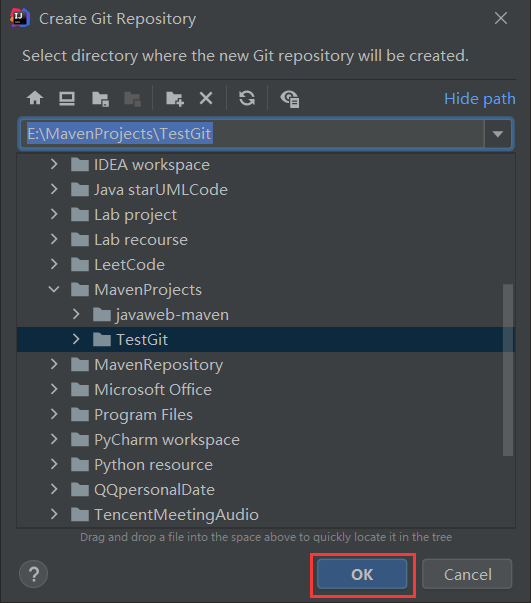 Create Git Repository
Select directory where the new Git repository will be created.
Hide path
E:\MavenProjects\TestGit
IDEA workspace
Java starUMLCode
Lab project
Lab recourse
LeetCode
MavenProjects
javaweb-maven
TestGit
MavenRepository
Microsoft Office
Program Files
PyCharm workspace
Python resource
QQpersonalDate
TencentMeetingAudio
Drag and drop a file into the space above to quickly locate it in the tree
? OK Cancel